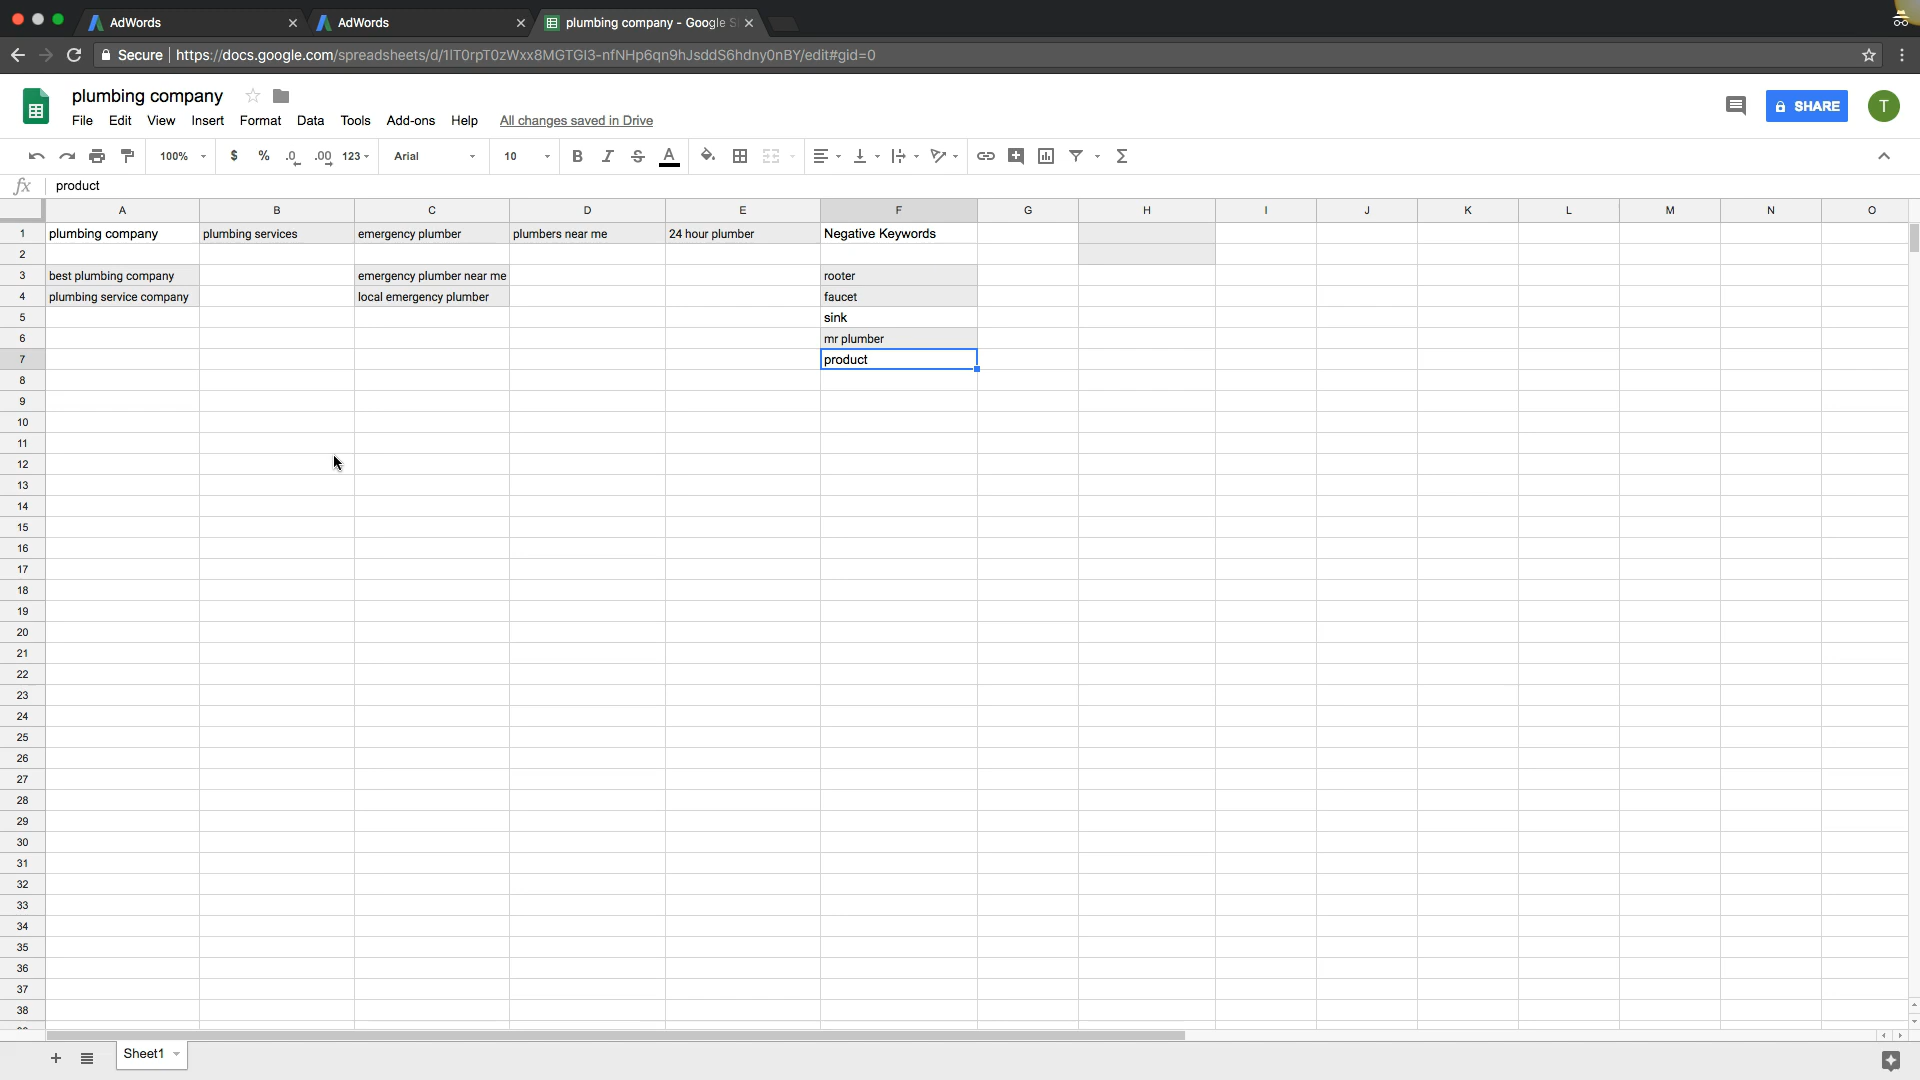 AdWords AdWords plumbing company - Google S
Secure https://docs.google.com/spreadsheets/d/1IT0rpT0zWxx8MGTGI3-nfNHp6qn9hJsddS6hdny0nBY/edit#gid=0
plumbing company
SHARE T
File Edit View Insert Format Data Tools Add-ons Help All changes saved in Drive
100% $ % .0 .00 123 Arial 10 B I S A Σ
fx product
A B C D E F G H I J K L M N O
1 plumbing company plumbing services emergency plumber plumbers near me 24 hour plumber Negative Keywords
2
3 best plumbing company emergency plumber near me rooter
4 plumbing service company local emergency plumber faucet
5 sink
6 mr plumber
7 product
8
9
10
11
12
13
14
15
16
17
18
19
20
21
22
23
24
25
26
27
28
29
30
31
32
33
34
35
36
37
38
Sheet1